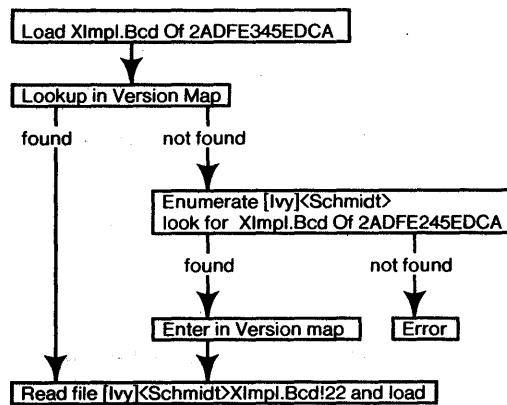 Load XImpl.Bcd Of 2ADFE345EDCA
Lookup in Version Map
found
not found
Enumerate [Ivy]<Schmidt>
look for XImpl.Bcd Of 2ADFE245EDCA
found
not found
Enter in Version map
Error
Read file [Ivy]<Schmidt>XImpl.Bcd!22 and load